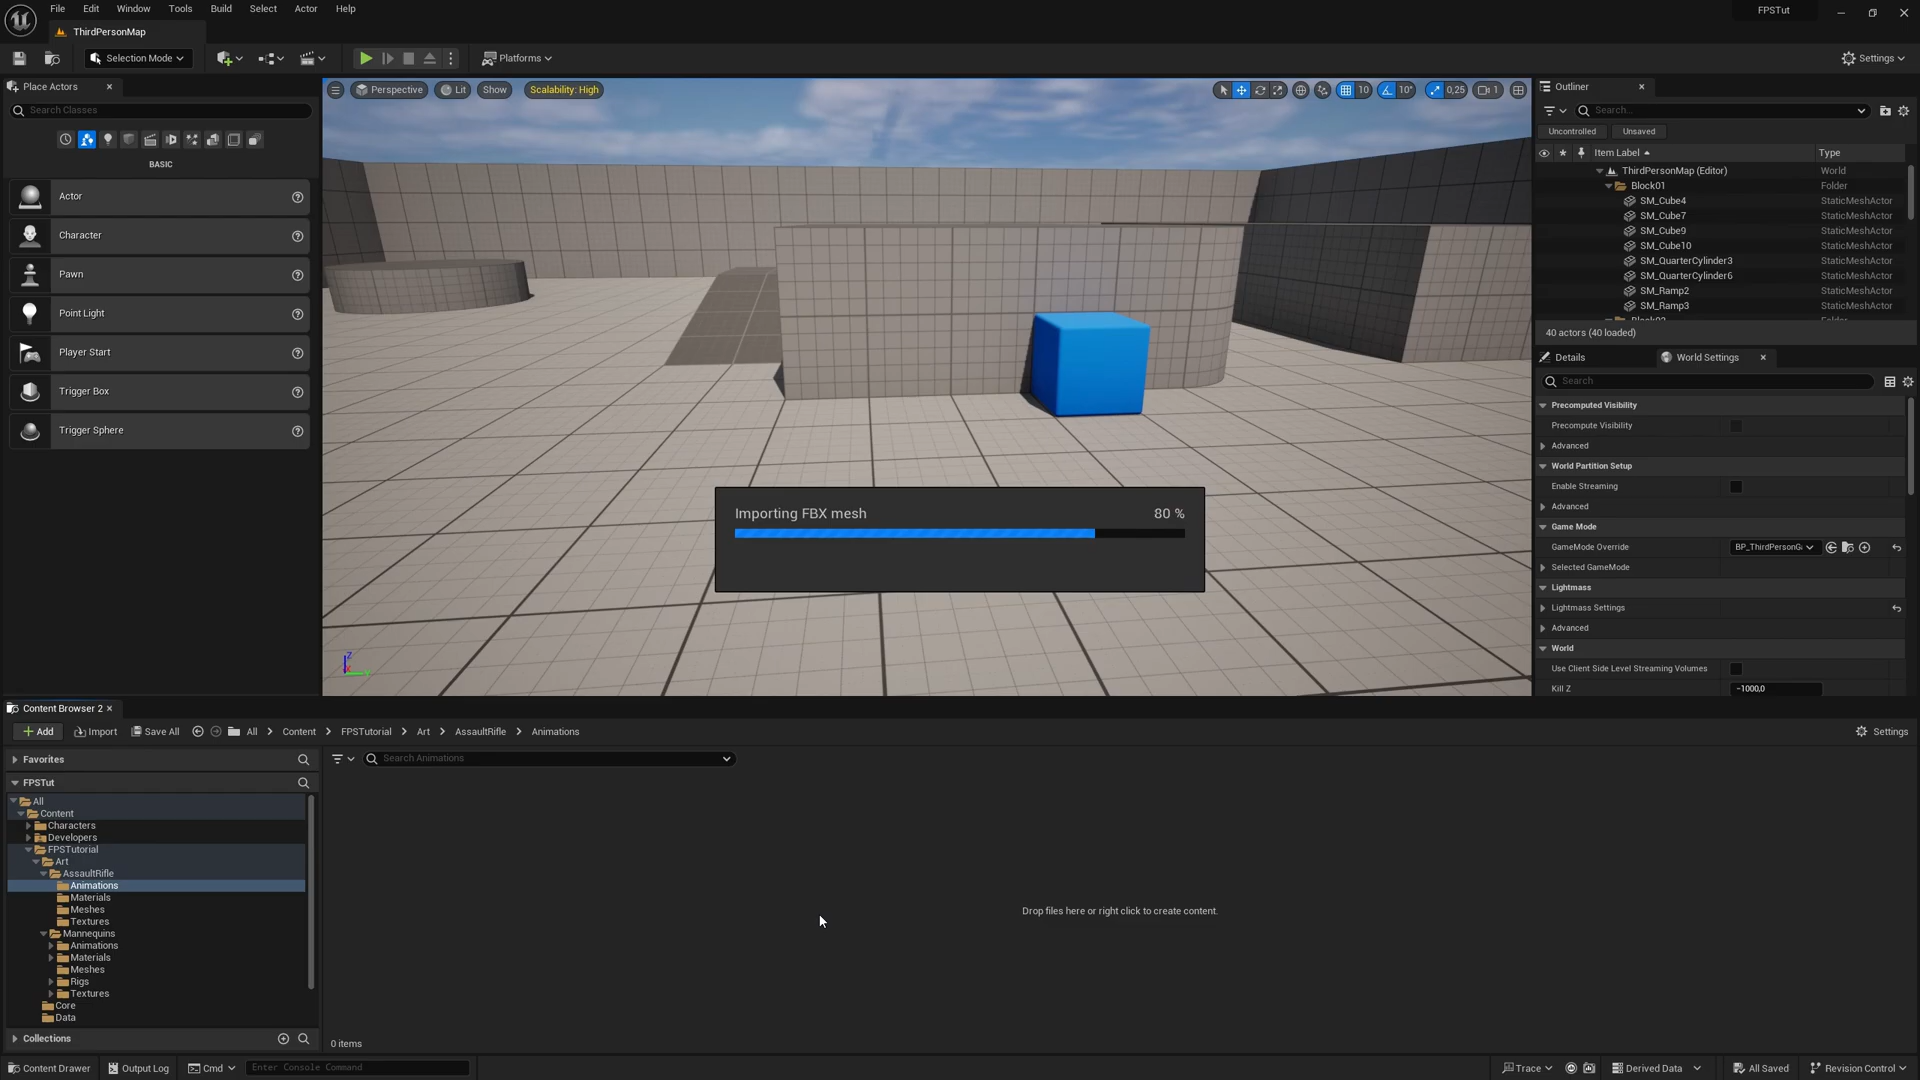 File Edit Window Tools Build Select Actor Help
FPSTut
ThirdPersonMap
Selection Mode
Platforms
Settings
Place Actors
Search Classes
BASIC
Actor
Character
Pawn
Point Light
Player Start
Trigger Box
Trigger Sphere
Perspective Lit Show Scalability: High
10 10° 0,25 1
Importing FBX mesh 80 %
Outliner
Search...
Uncontrolled Unsaved
Item Label Type
ThirdPersonMap (Editor) World
Block01 Folder
SM_Cube4 StaticMeshActor
SM_Cube7 StaticMeshActor
SM_Cube9 StaticMeshActor
SM_Cube10 StaticMeshActor
SM_QuarterCylinder3 StaticMeshActor
SM_QuarterCylinder6 StaticMeshActor
SM_Ramp2 StaticMeshActor
SM_Ramp3 StaticMeshActor
40 actors (40 loaded)
Details World Settings
Search
Precomputed Visibility
Precompute Visibility
Advanced
World Partition Setup
Enable Streaming
Advanced
Game Mode
GameMode Override BP_ThirdPersonG
Selected GameMode
Lightmass
Lightmass Settings
Advanced
World
Use Client Side Level Streaming Volumes
Kill Z -1000,0
Content Browser 2
Add Import Save All All Content FPSTutorial Art AssaultRifle Animations Settings
Favorites
FPSTut
All
Content
Characters
Developers
FPSTutorial
Art
AssaultRifle
Animations
Materials
Meshes
Textures
Mannequins
Animations
Materials
Meshes
Rigs
Textures
Core
Data
Collections
Search Animations
Drop files here or right click to create content.
0 items
Content Drawer Output Log Cmd Enter Console Command Trace Derived Data All Saved Revision Control